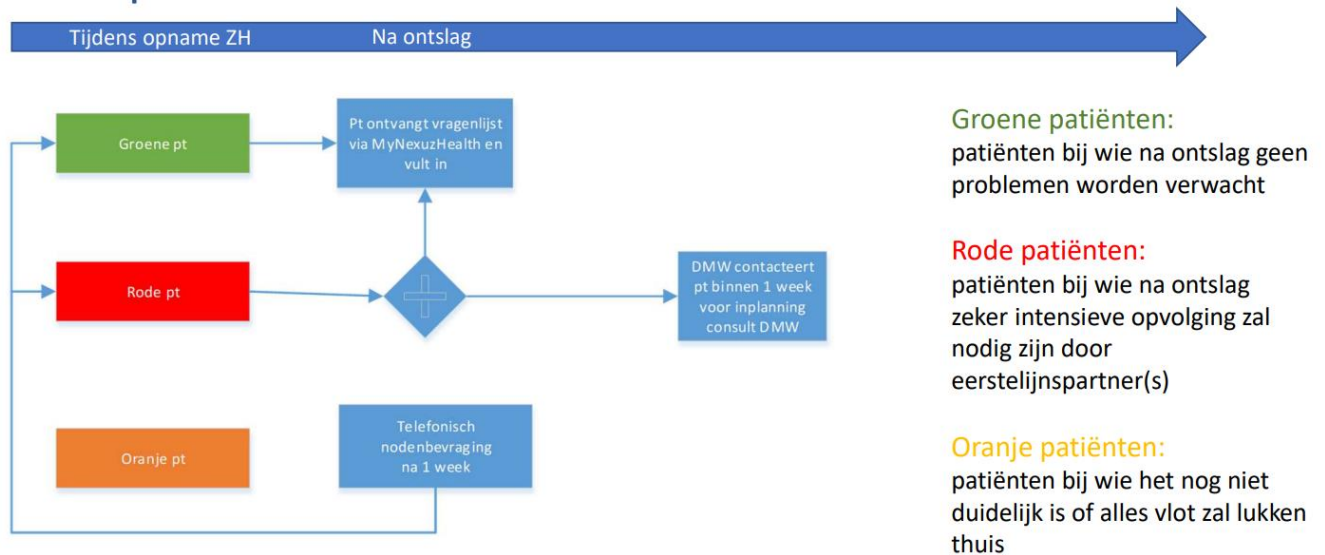 Tijdens opname ZH
Na ontslag
Groene pt
Pt ontvangt vragenlijst
via MyNexuzHealth en
vult in
Rode pt
DMW contacteert
pt binnen 1 week
voor inplanning
consult DMW
Oranje pt
Telefonisch
nodenbevraging
na 1 week
Groene patiënten:
patiënten bij wie na ontslag geen
problemen worden verwacht
Rode patiënten:
patiënten bij wie na ontslag
zeker intensieve opvolging zal
nodig zijn door
eerstelijnspartner(s)
Oranje patiënten:
patiënten bij wie het nog niet
duidelijk is of alles vlot zal lukken
thuis